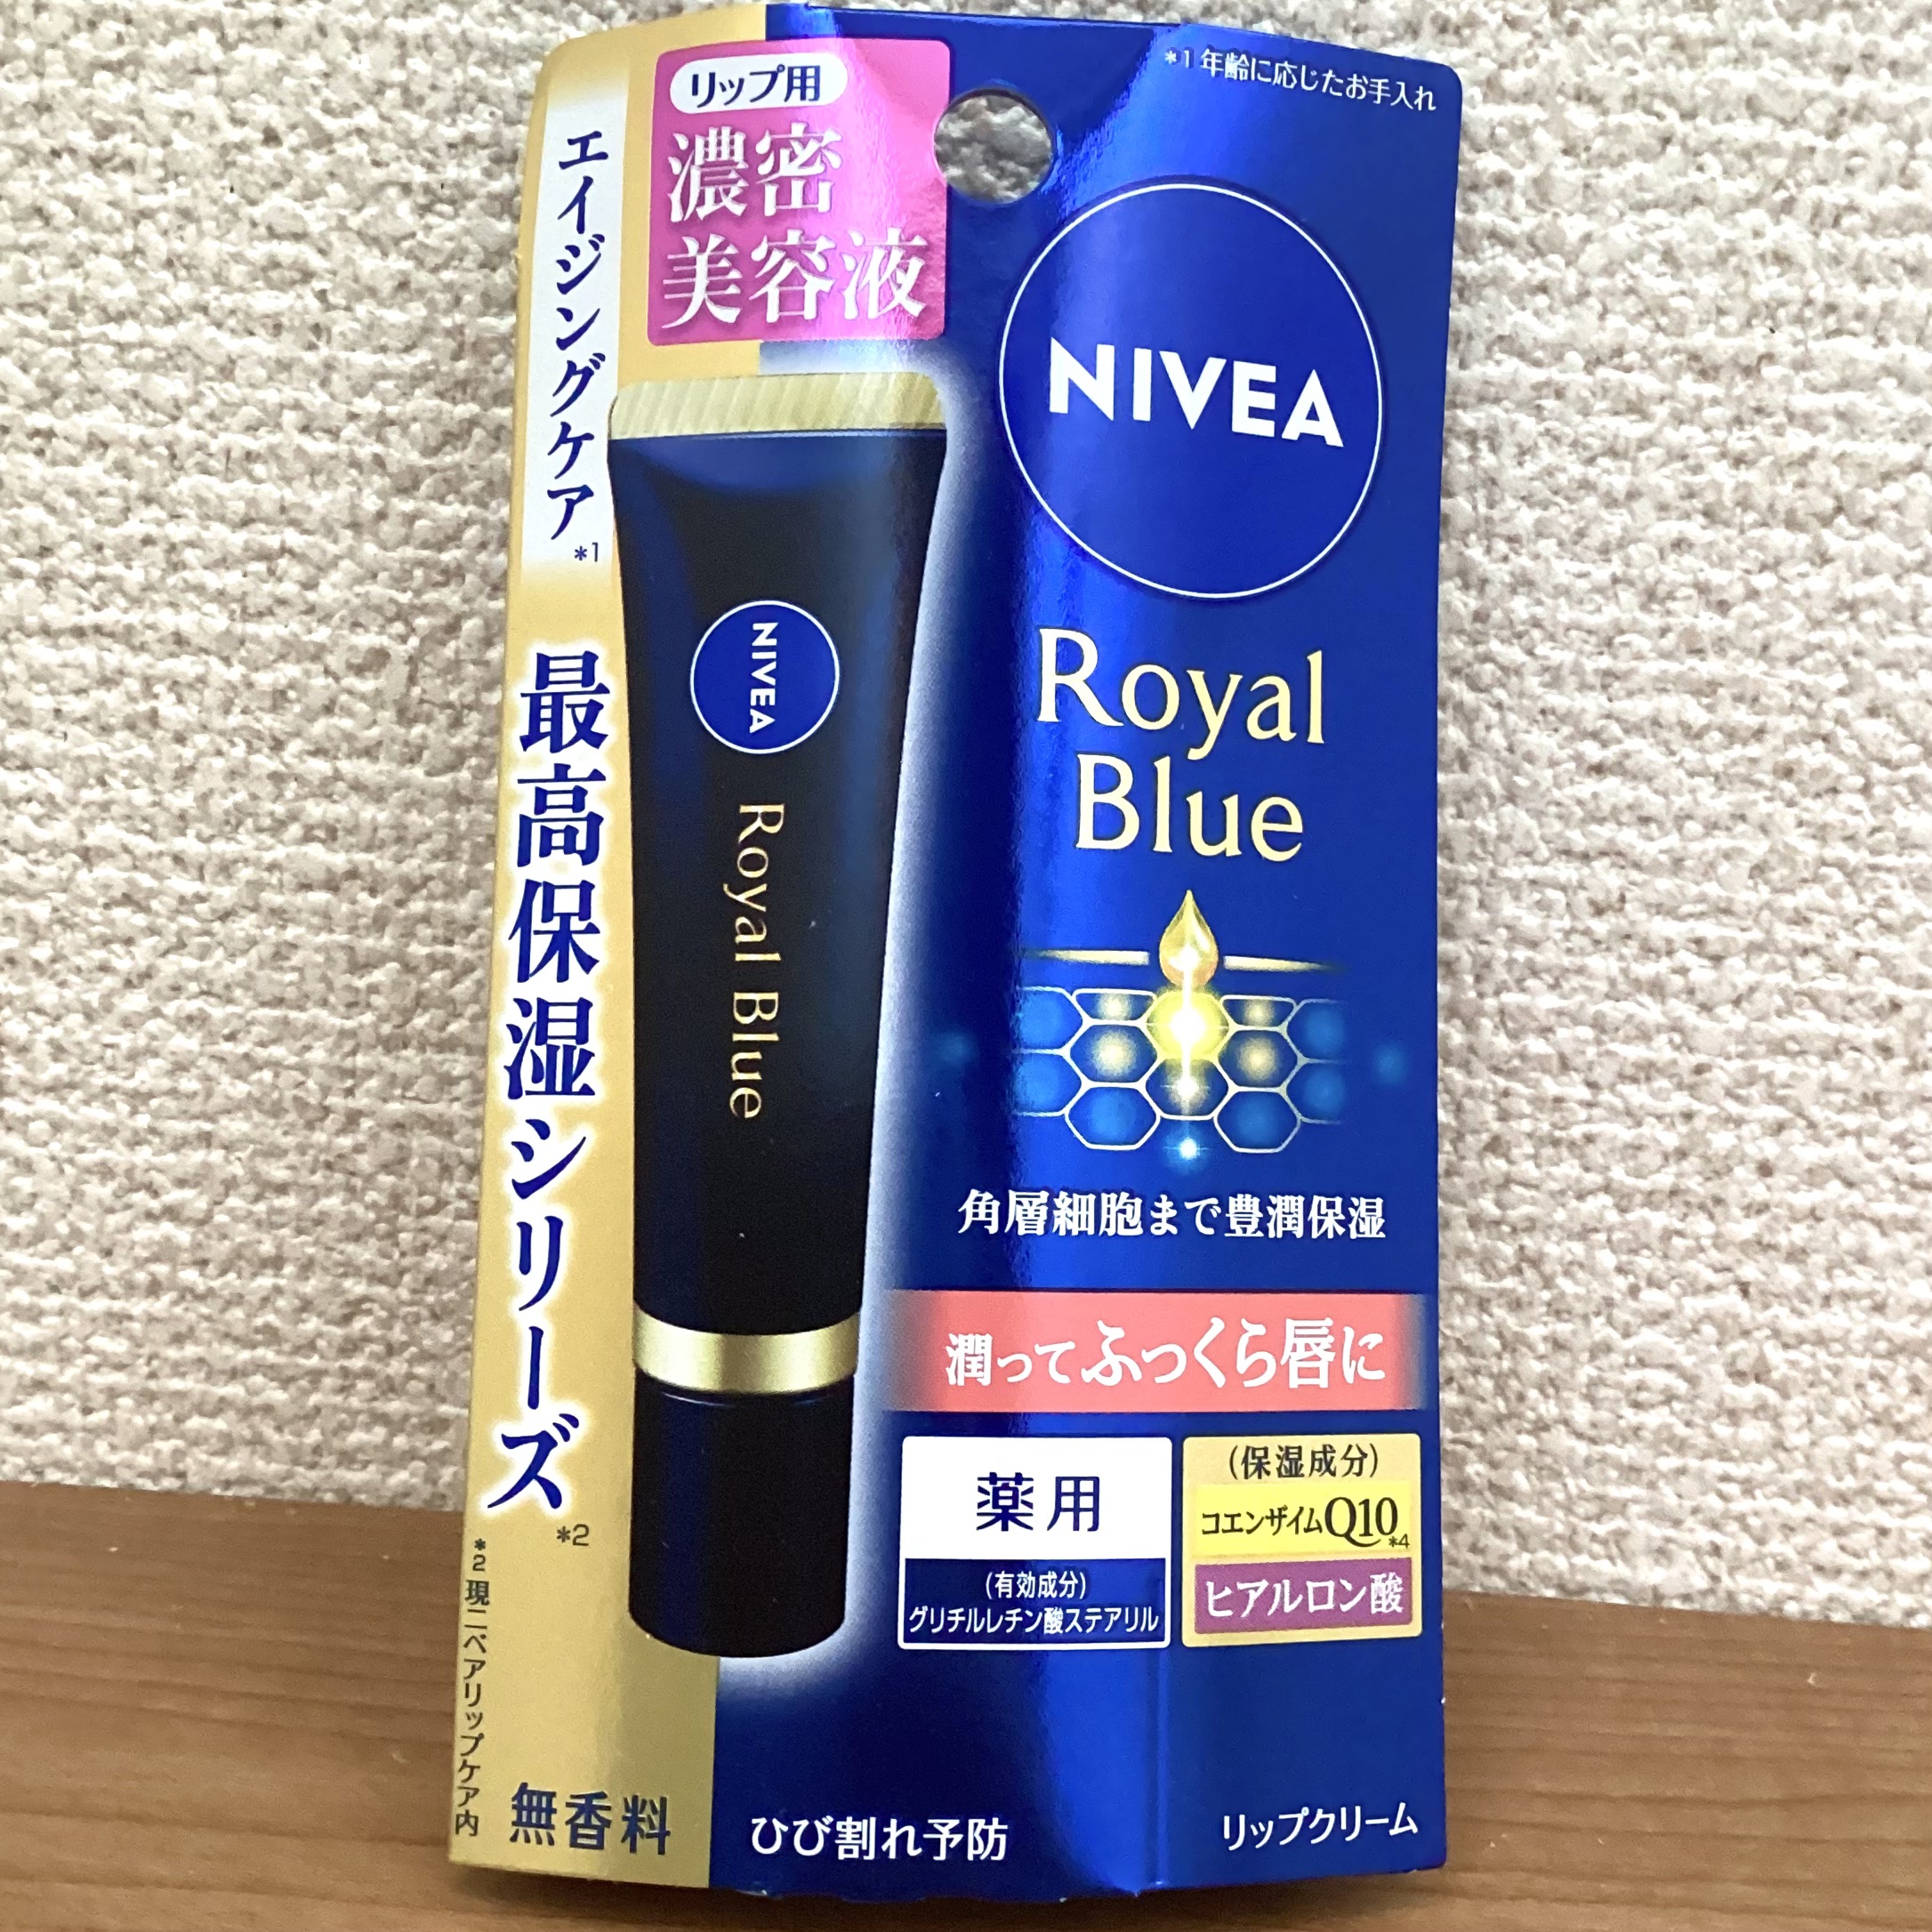 *1年齢に応じたお手入れ
リップ用
濃密
美容液
エイジングケア*1
最高保湿シリーズ*2
*2 現ニベアリップケア内
無香料
NIVEA
Royal Blue
NIVEA
Royal
Blue
角層細胞まで豊潤保湿
潤ってふっくら唇に
薬用
(有効成分)
グリチルレチン酸ステアリル
(保湿成分)
コエンザイムQ10*4
ヒアルロン酸
ひび割れ予防
リップクリーム